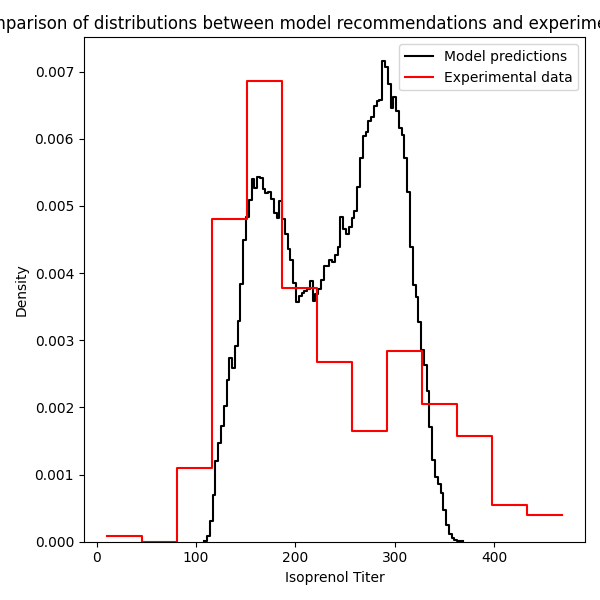 comparison of distributions between model recommendations and experime
Model predictions
Experimental data
0.007
0.006
0.005
0.004
0.003
0.002
0.001
0.000
Density
0 100 200 300 400
Isoprenol Titer